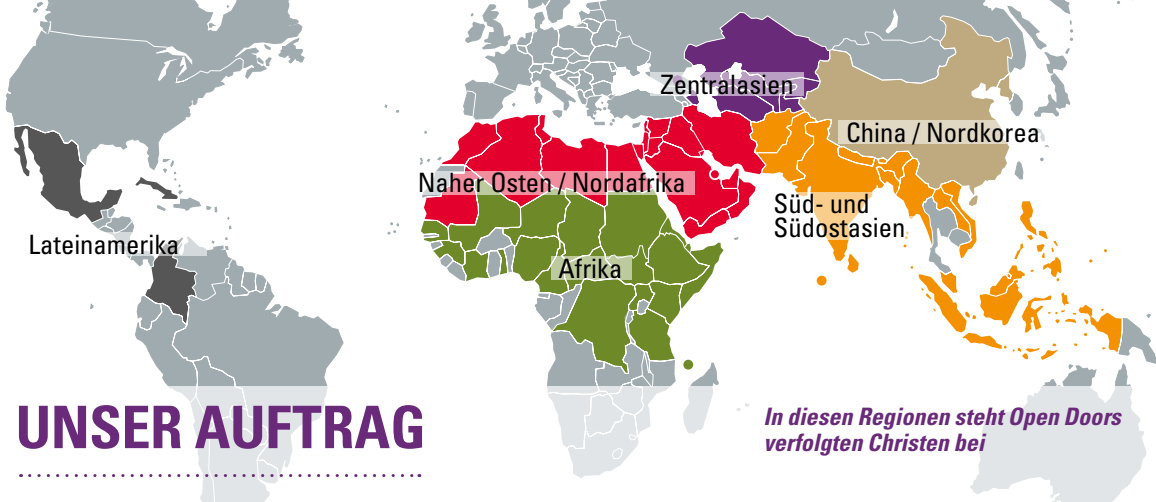 Zentralasien
China / Nordkorea
Naher Osten / Nordafrika
Süd- und
Südostasien
Lateinamerika
Afrika
UNSER AUFTRAG
In diesen Regionen steht Open Doors
verfolgten Christen bei